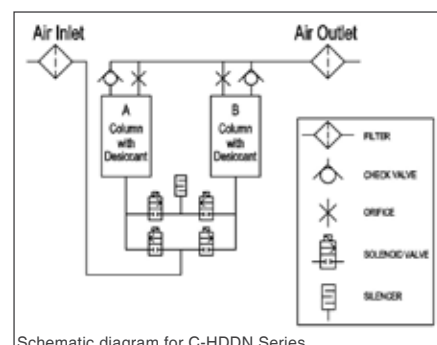 Air Inlet
Air Outlet
A
Column
with
Desiccant
B
Column
with
Desiccant
FILTER
CHECK VALVE
ORIFICE
SOLENOID VALVE
SILENCER
Schematic diagram for C-HDDN Series